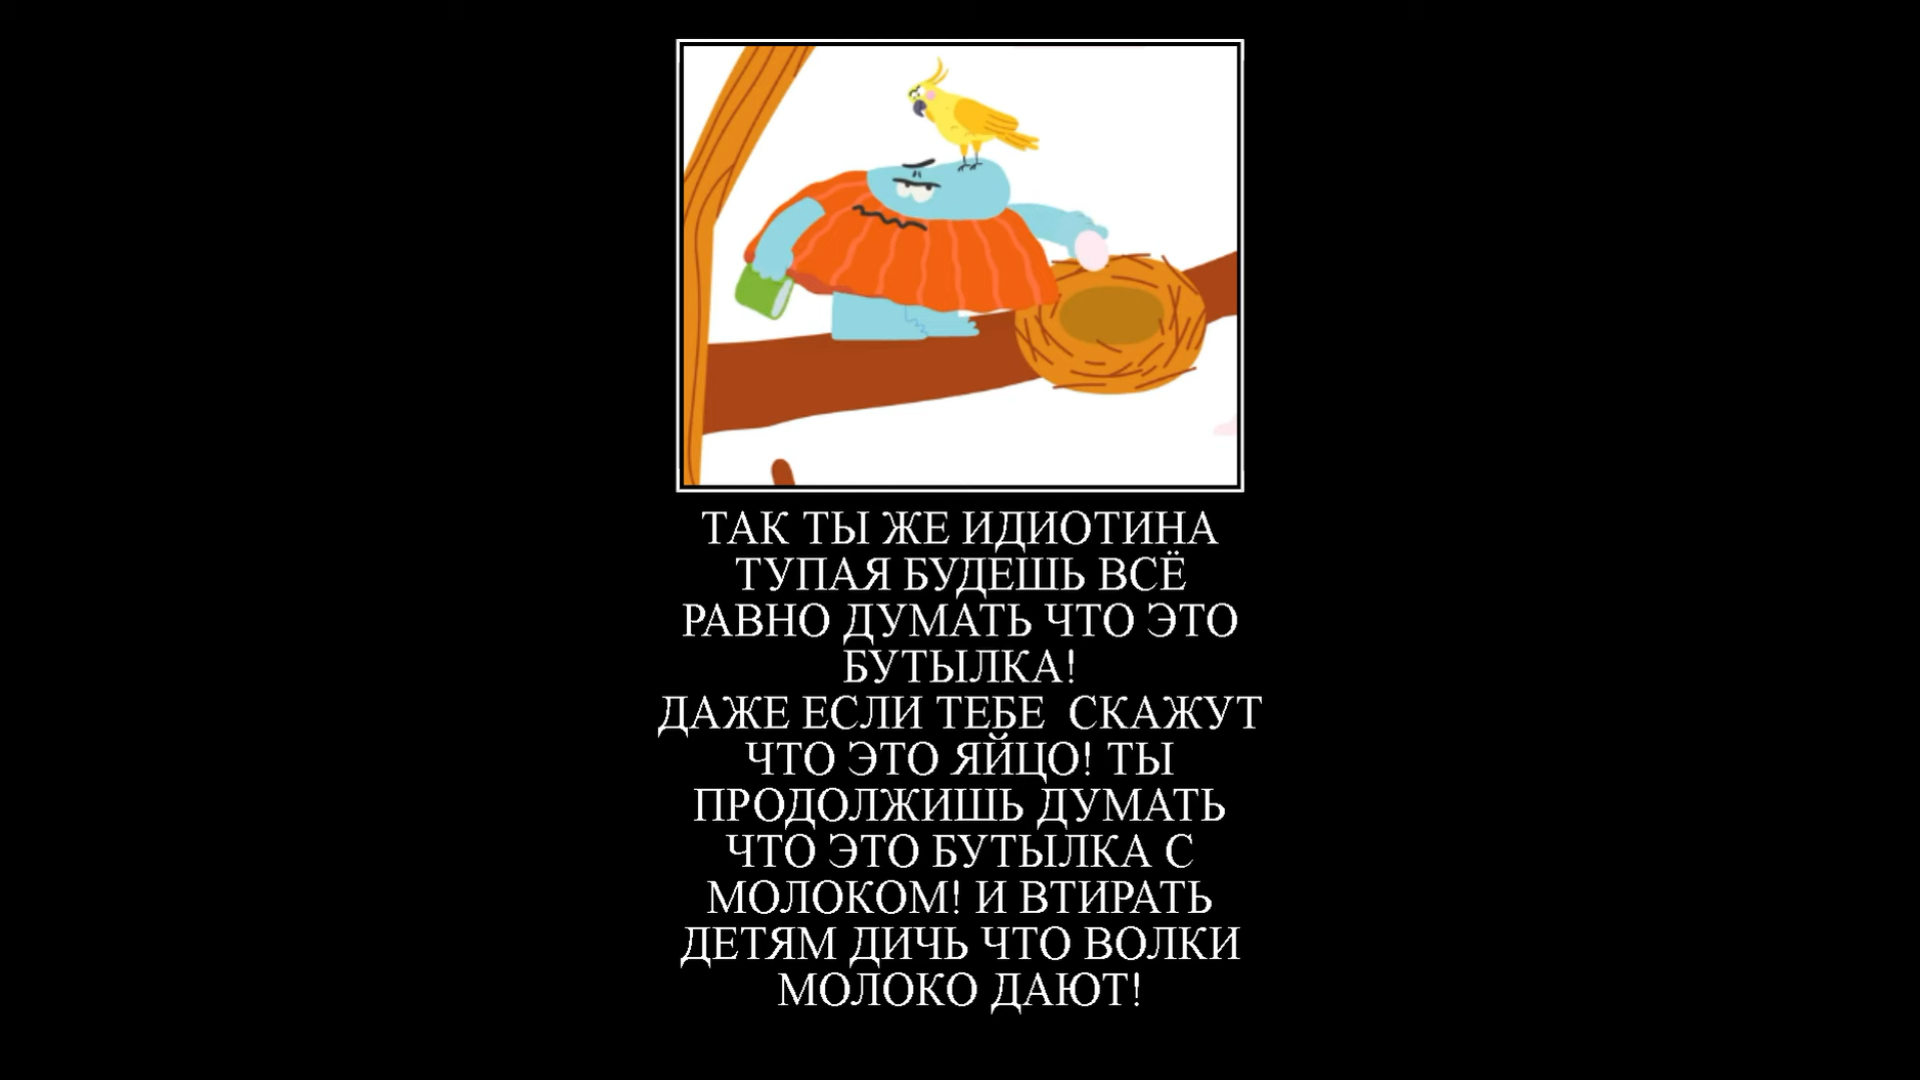 ТАК ТЫ ЖЕ ИДИОТИНА
ТУПАЯ БУДЕШЬ ВСЁ
РАВНО ДУМАТЬ ЧТО ЭТО
БУТЫЛКА!
ДАЖЕ ЕСЛИ ТЕБЕ  СКАЖУТ
ЧТО ЭТО ЯЙЦО! ТЫ
ПРОДОЛЖИШЬ ДУМАТЬ
ЧТО ЭТО БУТЫЛКА С
МОЛОКОМ! И ВТИРАТЬ
ДЕТЯМ ДИЧЬ ЧТО ВОЛКИ
МОЛОКО ДАЮТ!